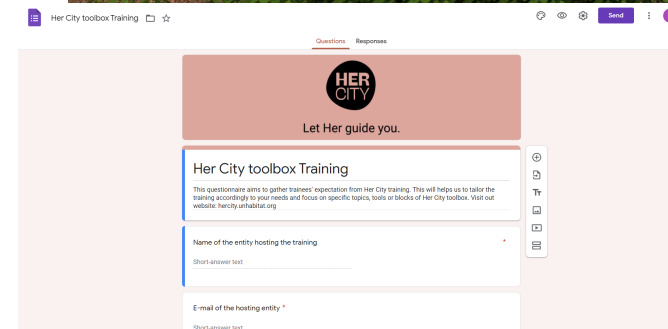 Her City toolbox Training
Send
Questions Responses
HER
CITY
Let Her guide you.
Her City toolbox Training
This questionnaire aims to gather trainees' expectation from Her City training. This will helps us to tailor the
training accordingly to your needs and focus on specific topics, tools or blocks of Her City toolbox. Visit out
website: hercity.unhabitat.org
Name of the entity hosting the training *
Short-answer text
E-mail of the hosting entity *
Short-answer text